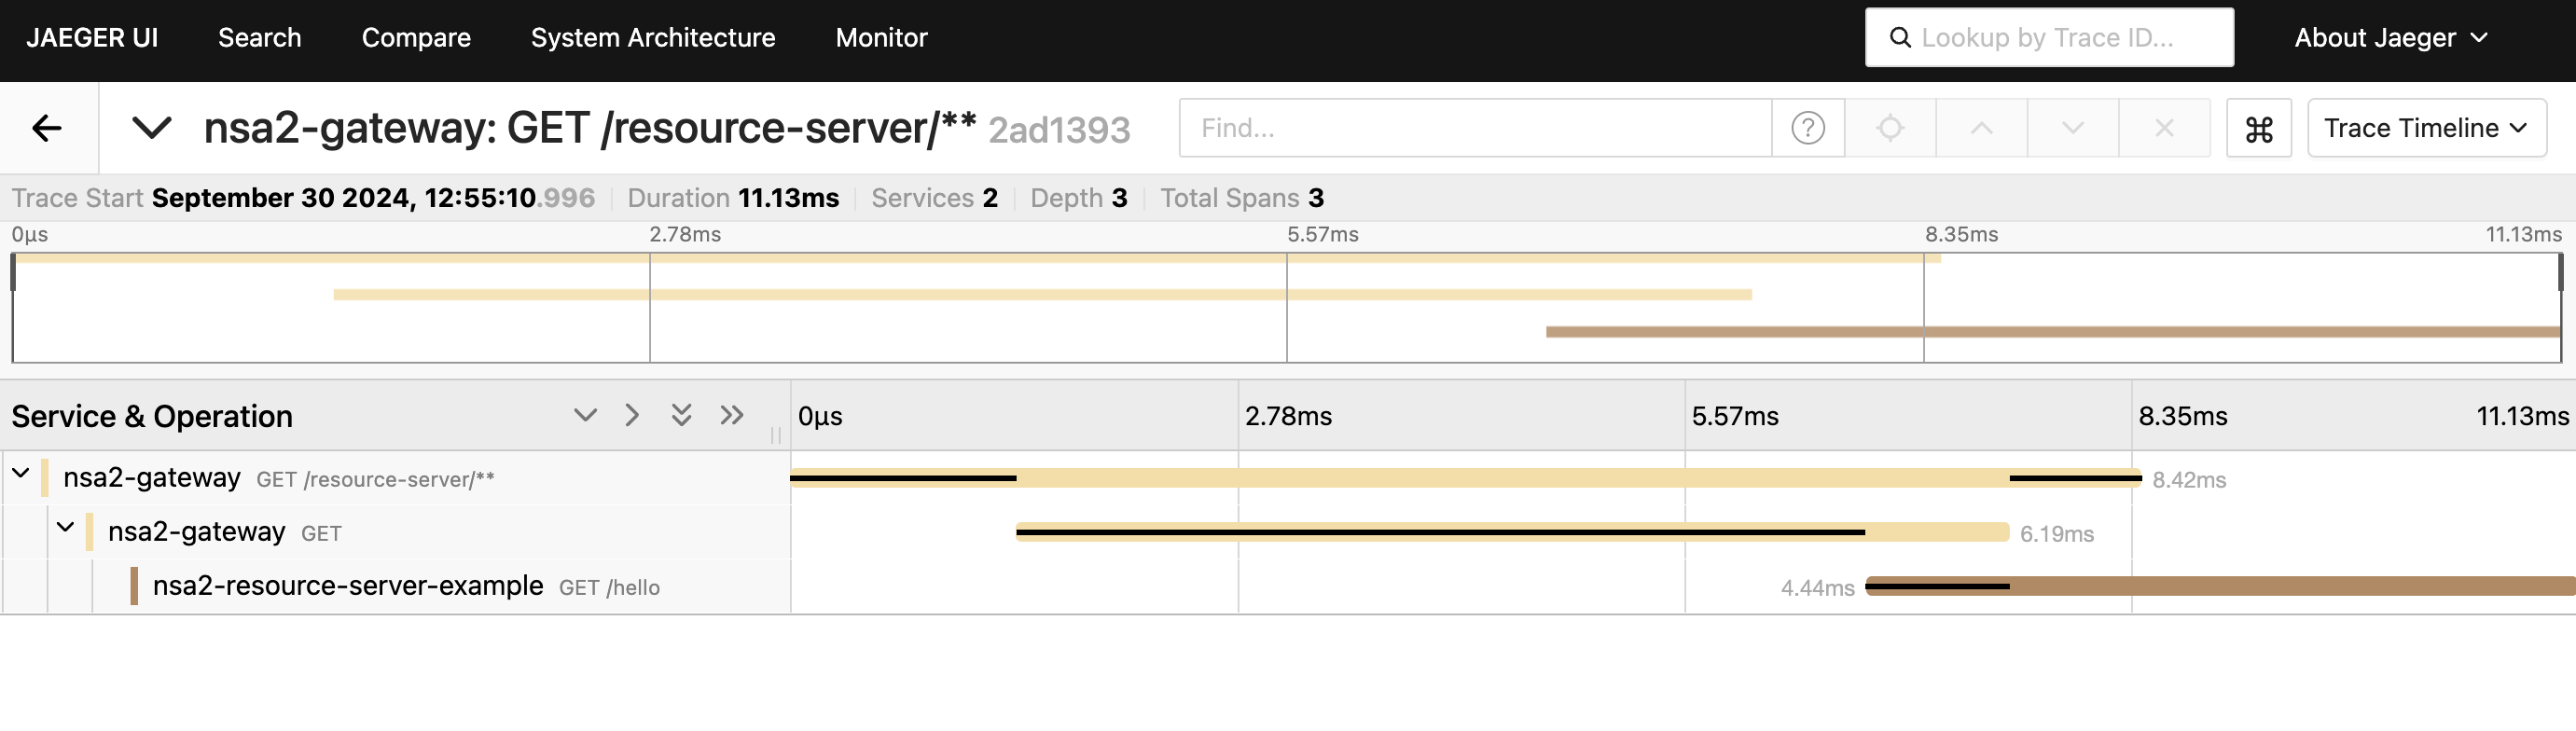 JAEGER UI Search Compare System Architecture Monitor Lookup by Trace ID... About Jaeger
nsa2-gateway: GET /resource-server/** 2ad1393 Find... ? ⌘ Trace Timeline
Trace Start September 30 2024, 12:55:10.996 Duration 11.13ms Services 2 Depth 3 Total Spans 3
0μs 2.78ms 5.57ms 8.35ms 11.13ms
Service & Operation 0μs 2.78ms 5.57ms 8.35ms 11.13ms
nsa2-gateway GET /resource-server/** 8.42ms
nsa2-gateway GET 6.19ms
nsa2-resource-server-example GET /hello 4.44ms